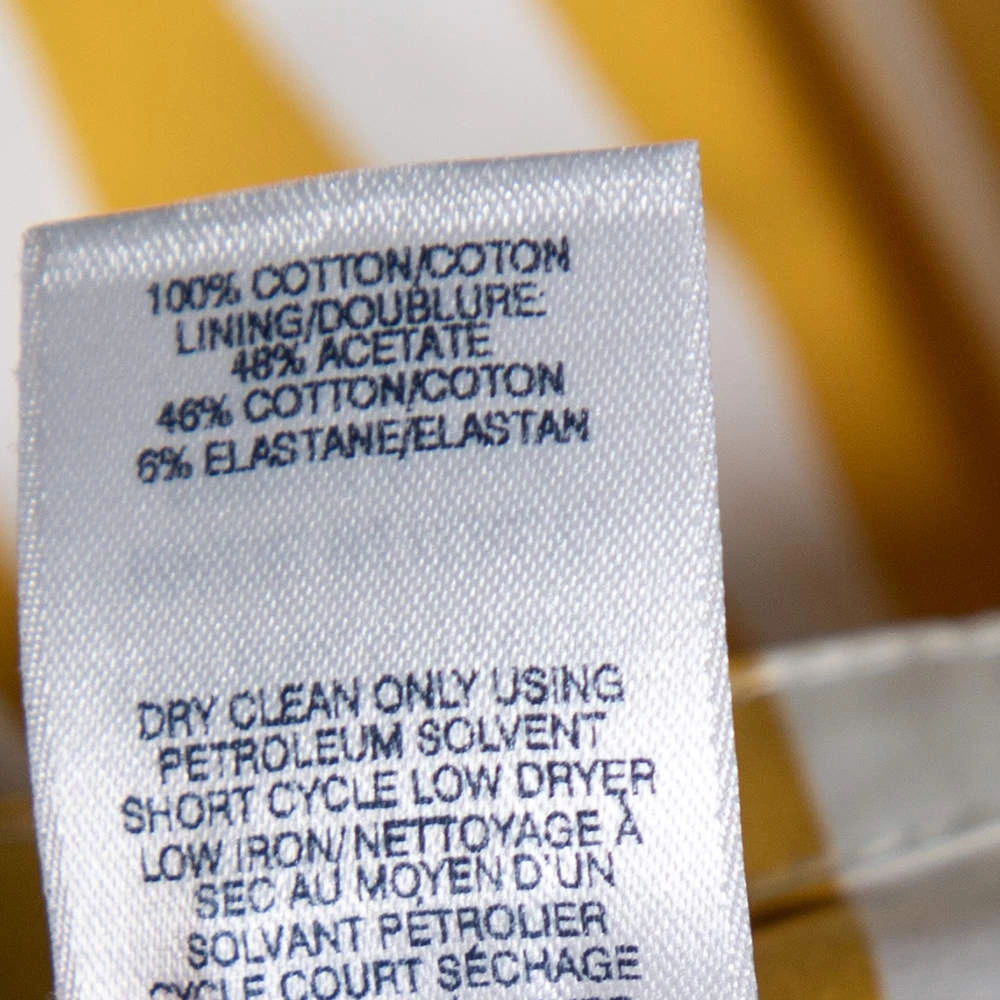 100% COTTON/COTON
LINING/DOUBLURE:
48% ACETATE
46% COTTON/COTON
6% ELASTANE/ELASTAN
DRY CLEAN ONLY USING
PETROLEUM SOLVENT
SHORT CYCLE LOW DRYER
LOW IRON/NETTOYAGE À
SEC AU MOYEN D'UN
SOLVANT PÉTROLIER
CYCLE COURT SÉCHAGE